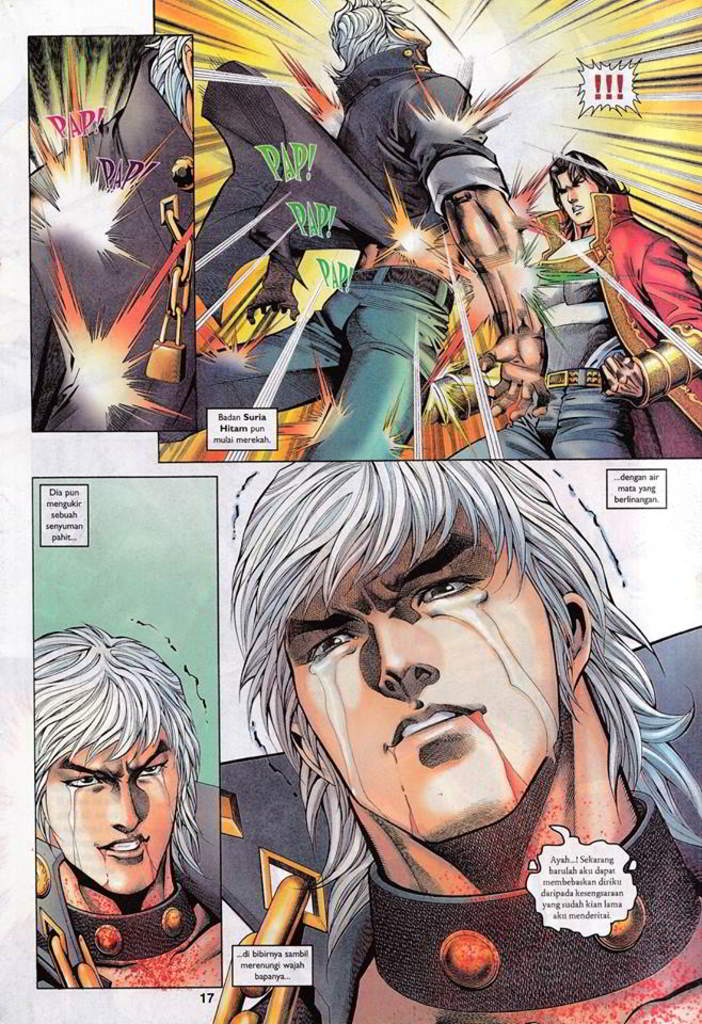 PAP!
PAP!
PAP!
PAP!
PAP!
!!!
Badan Suria
Hitam pun
mulai merekah.
Dia pun
mengukir
sebuah
senyuman
pahit...
...di bibirnya sambil
merenungi wajah
bapanya...
...dengan air
mata yang
berlinangan.
Ayah...! Sekarang
barulah aku dapat
membebaskan diriku
daripada kesengsaraan
yang sudah kian lama
aku menderitai.
17